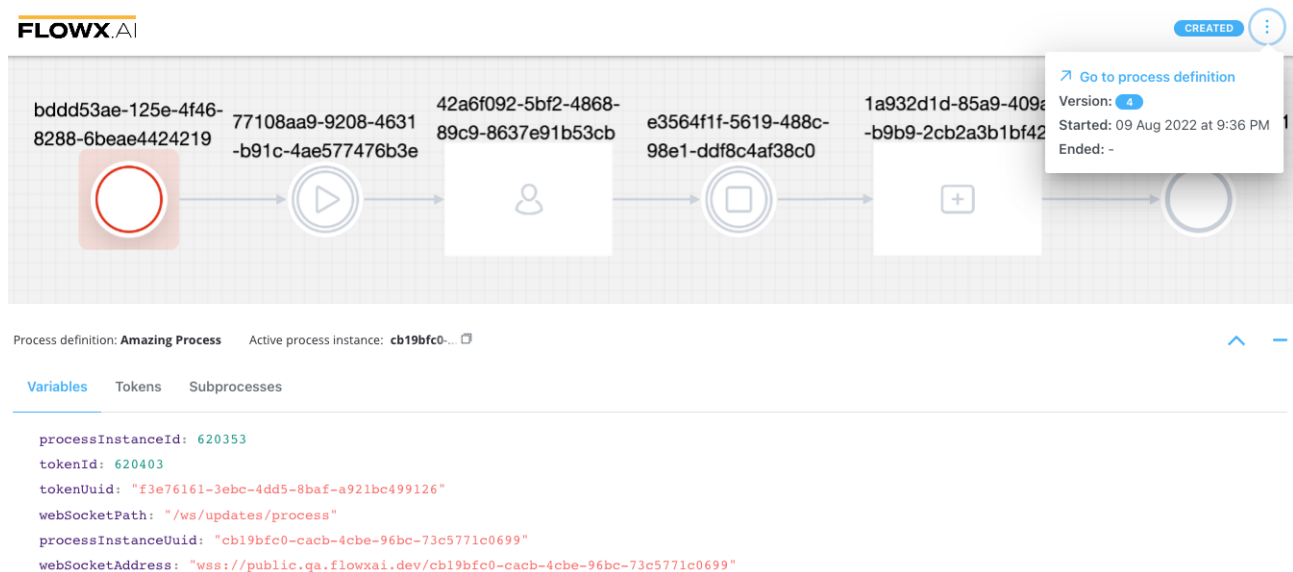 FLOWX.AI
CREATED
Go to process definition
Version: 4
Started: 09 Aug 2022 at 9:36 PM
Ended: -
bddd53ae-125e-4f46-
8288-6beae4424219
77108aa9-9208-4631
-b91c-4ae577476b3e
42a6f092-5bf2-4868-
89c9-8637e91b53cb
e3564f1f-5619-488c-
98e1-ddf8c4af38c0
1a932d1d-85a9-409a
-b9b9-2cb2a3b1bf42
1
Process definition: Amazing Process Active process instance: cb19bfc0-...
Variables Tokens Subprocesses
processInstanceId: 620353
tokenId: 620403
tokenUuid: "f3e76161-3ebc-4dd5-8baf-a921bc499126"
webSocketPath: "/ws/updates/process"
processInstanceUuid: "cb19bfc0-cacb-4cbe-96bc-73c5771c0699"
webSocketAddress: "wss://public.qa.flowxai.dev/cb19bfc0-cacb-4cbe-96bc-73c5771c0699"